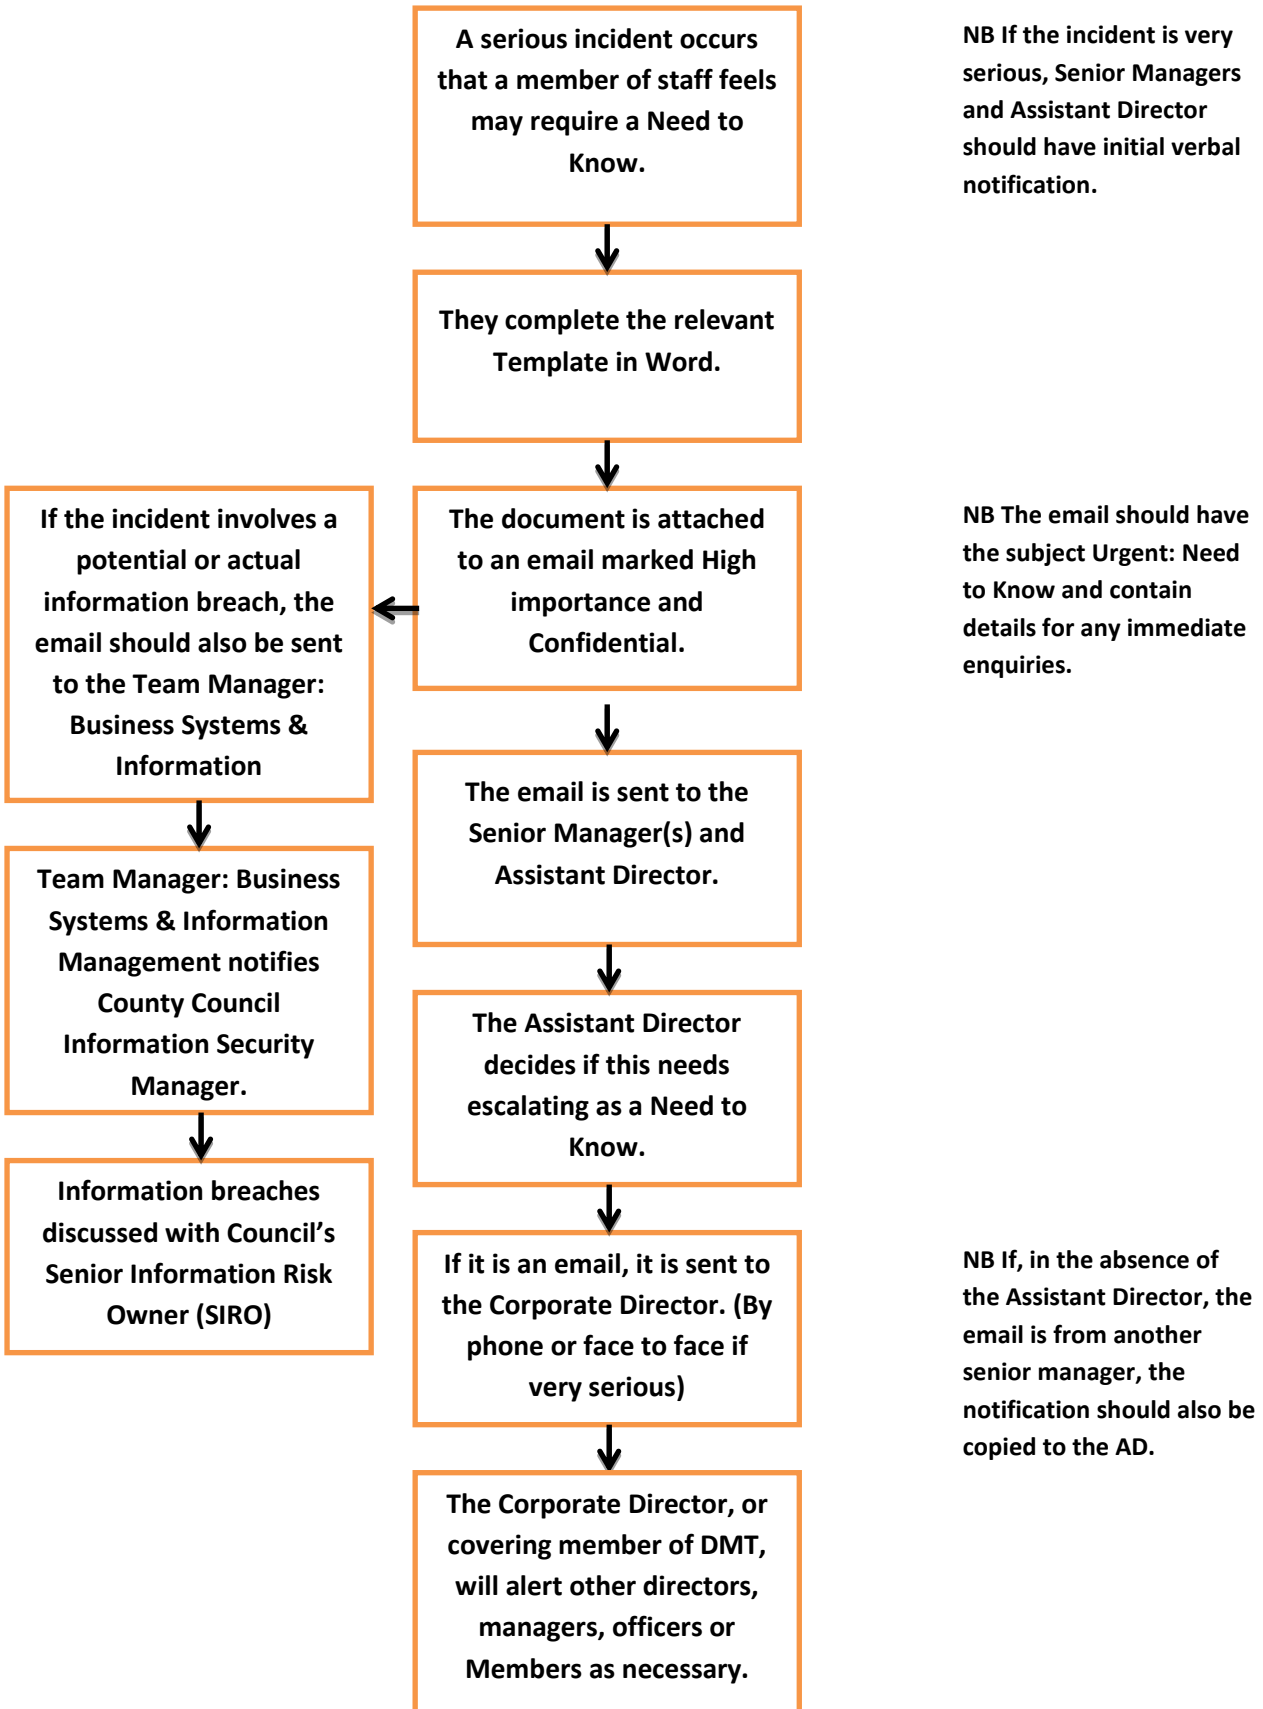 A serious incident occurs
that a member of staff feels
may require a Need to
Know.
NB If the incident is very
serious, Senior Managers
and Assistant Director
should have initial verbal
notification.
They complete the relevant
Template in Word.
The document is attached
to an email marked High
importance and
Confidential.
NB The email should have
the subject Urgent: Need
to Know and contain
details for any immediate
enquiries.
If the incident involves a
potential or actual
information breach, the
email should also be sent
to the Team Manager:
Business Systems &
Information
Team Manager: Business
Systems & Information
Management notifies
County Council
Information Security
Manager.
Information breaches
discussed with Council’s
Senior Information Risk
Owner (SIRO)
The email is sent to the
Senior Manager(s) and
Assistant Director.
The Assistant Director
decides if this needs
escalating as a Need to
Know.
If it is an email, it is sent to
the Corporate Director. (By
phone or face to face if
very serious)
NB If, in the absence of
the Assistant Director, the
email is from another
senior manager, the
notification should also be
copied to the AD.
The Corporate Director, or
covering member of DMT,
will alert other directors,
managers, officers or
Members as necessary.